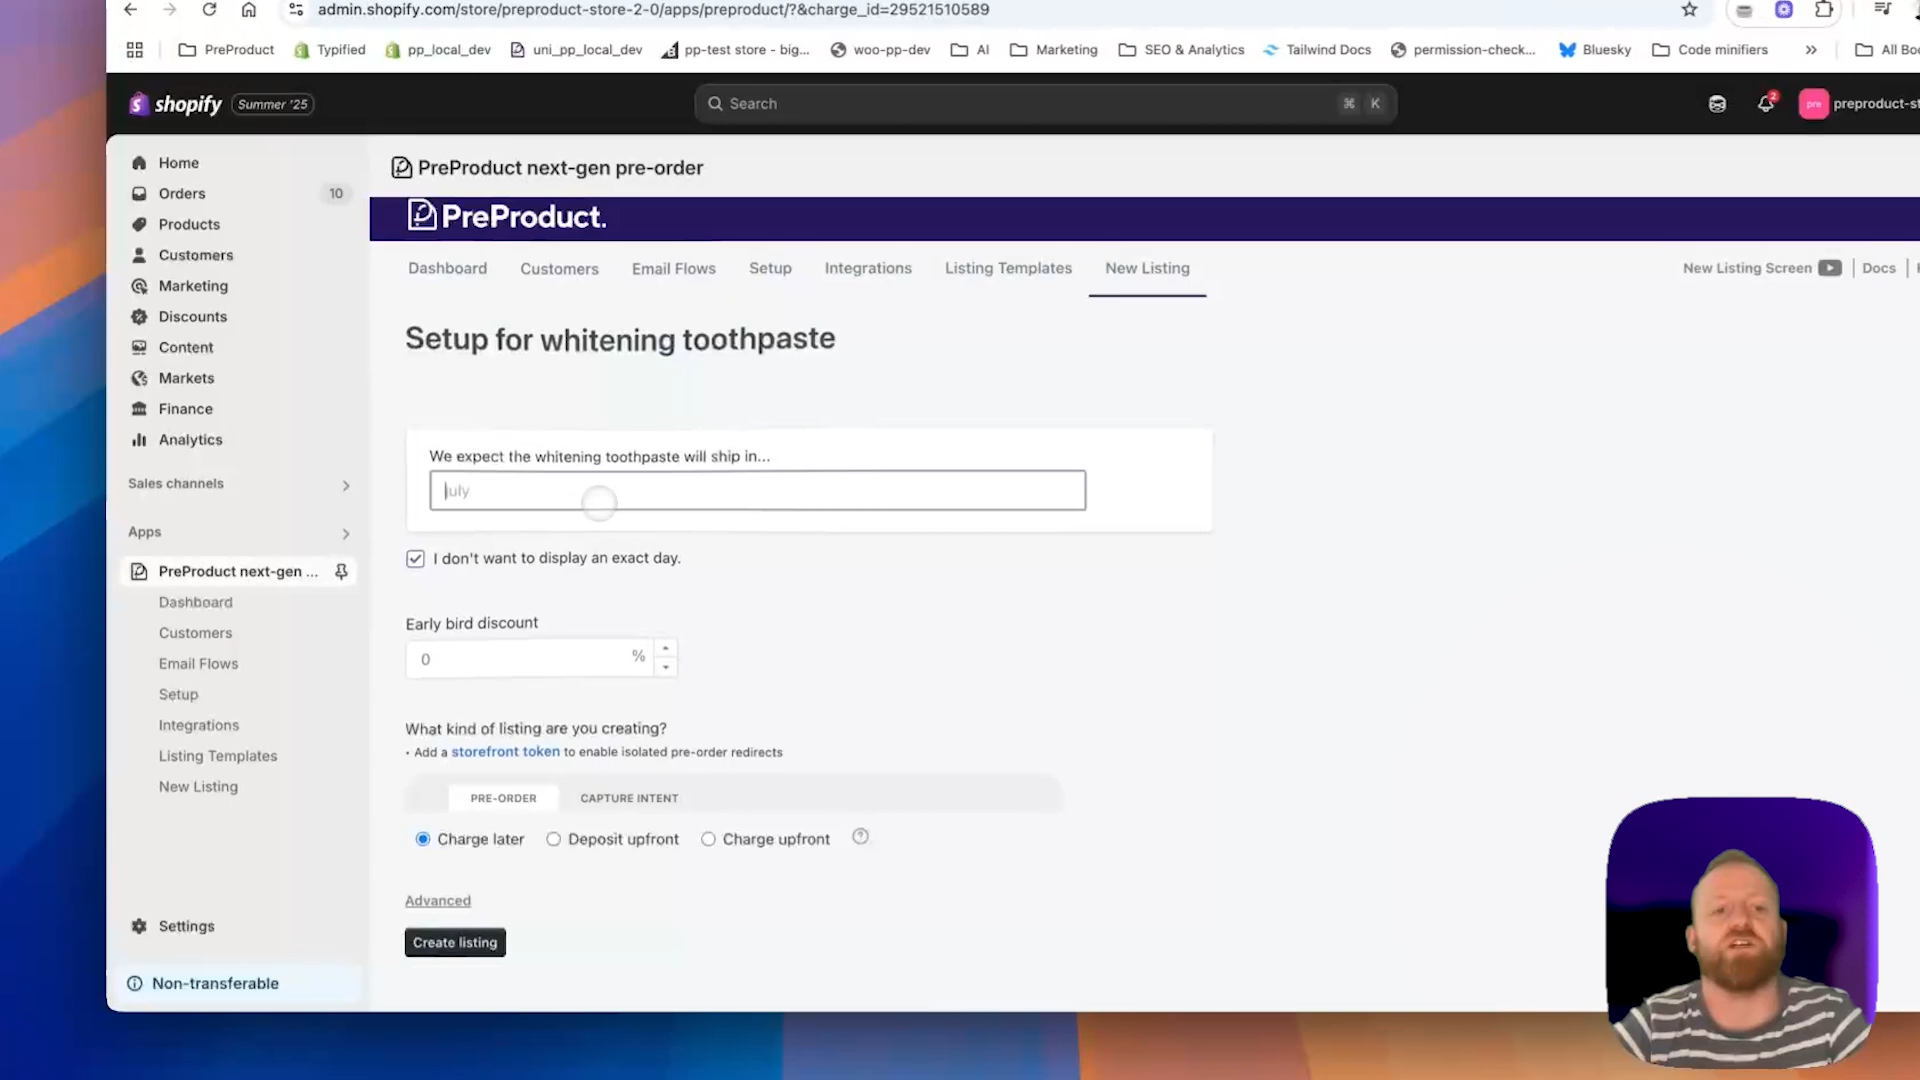 admin.shopify.com/store/preproduct-store-2-0/apps/preproduct/?&charge_id=29521510589
PreProduct
Typified
pp_local_dev
uni_pp_local_dev
pp-test store - big...
woo-pp-dev
AI
Marketing
SEO & Analytics
Tailwind Docs
permission-check...
Bluesky
Code minifiers
»
All Boo
shopify
Summer '25
Search
⌘ K
2
pre
preproduct-st
Home
Orders
10
Products
Customers
Marketing
Discounts
Content
Markets
Finance
Analytics
Sales channels
Apps
PreProduct next-gen ...
Dashboard
Customers
Email Flows
Setup
Integrations
Listing Templates
New Listing
Settings
Non-transferable
PreProduct next-gen pre-order
PreProduct.
Dashboard
Customers
Email Flows
Setup
Integrations
Listing Templates
New Listing
New Listing Screen
Docs
Setup for whitening toothpaste
We expect the whitening toothpaste will ship in...
July
I don't want to display an exact day.
Early bird discount
0 %
What kind of listing are you creating?
• Add a storefront token to enable isolated pre-order redirects
PRE-ORDER
CAPTURE INTENT
Charge later
Deposit upfront
Charge upfront
?
Advanced
Create listing